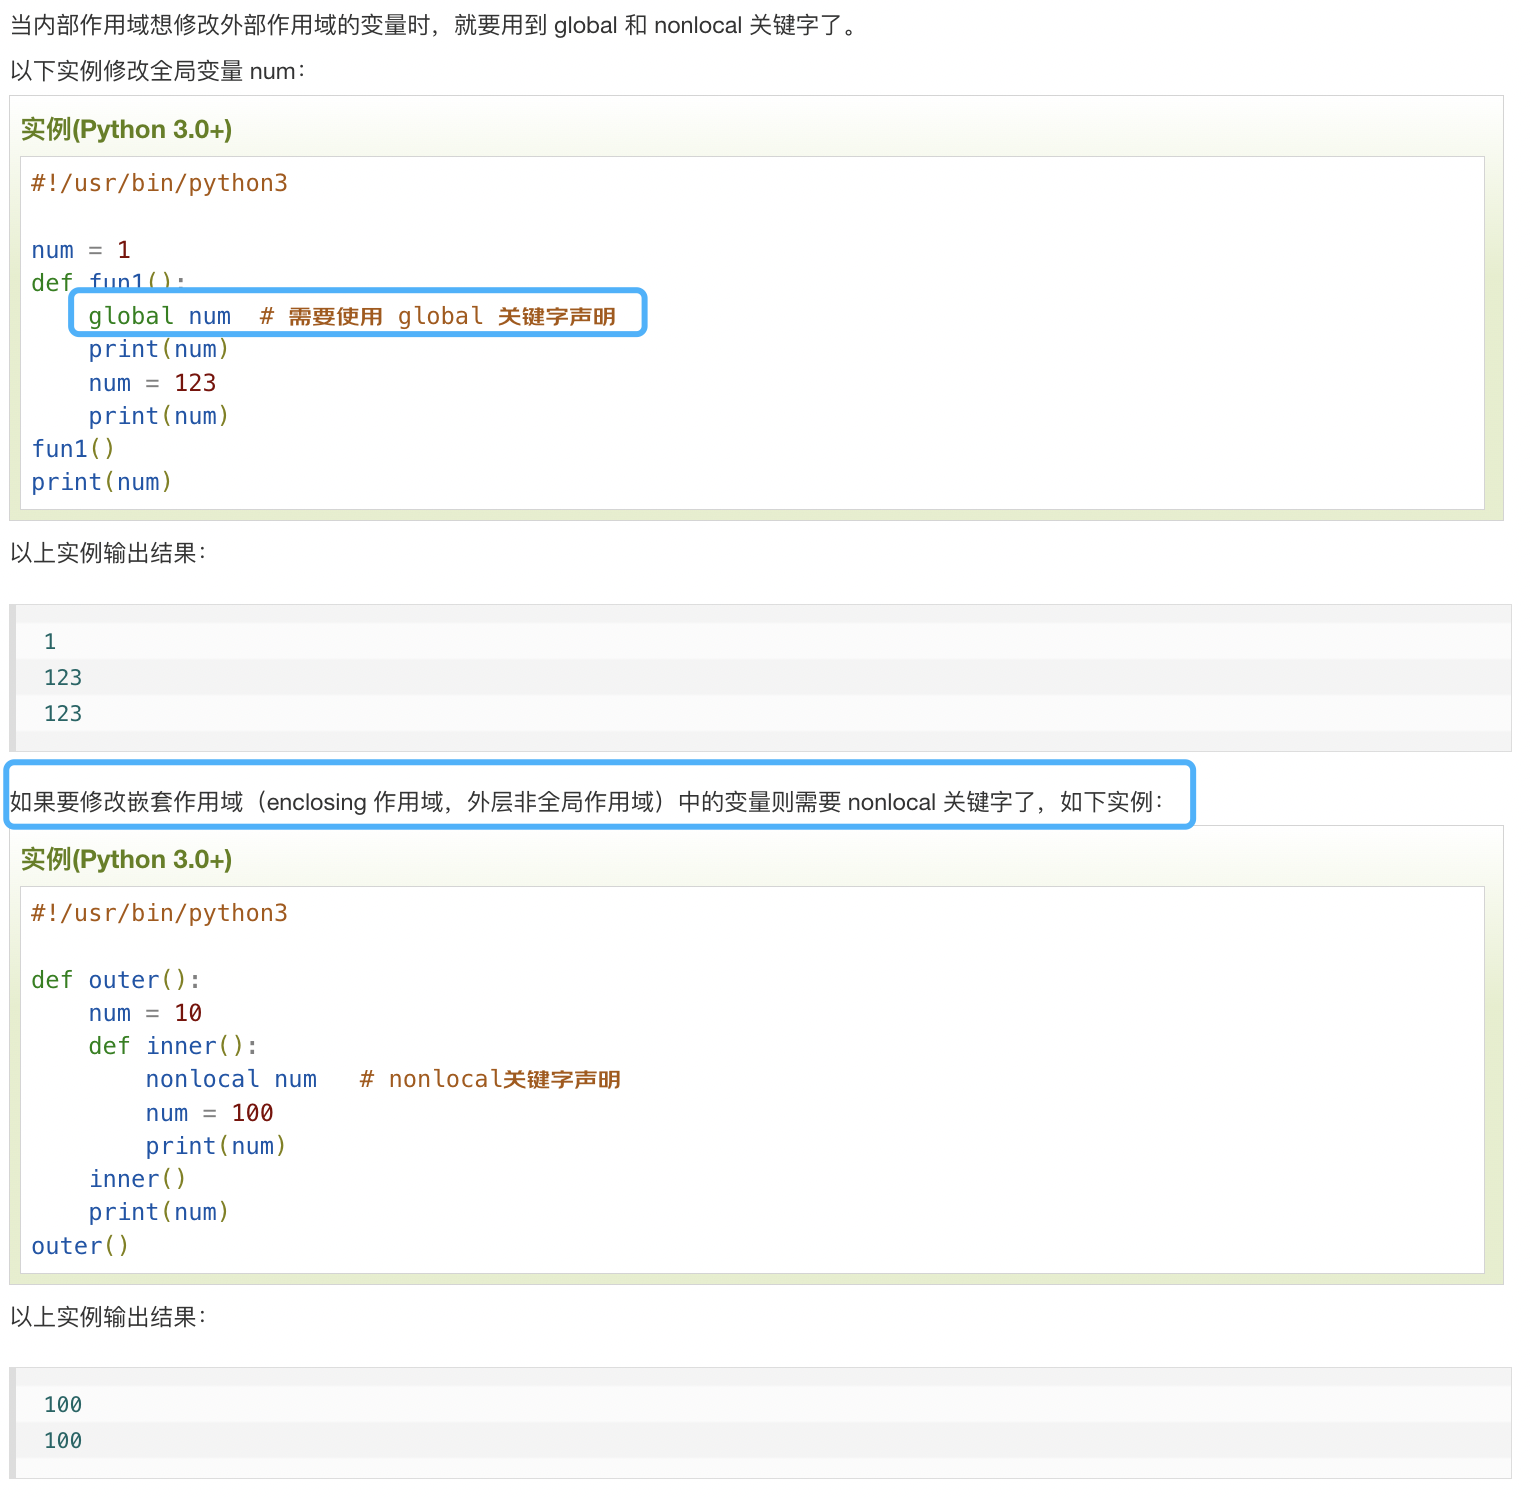 当内部作用域想修改外部作用域的变量时，就要用到 global 和 nonlocal 关键字了。
以下实例修改全局变量 num：
实例(Python 3.0+)
#!/usr/bin/python3
num = 1
def fun1():
    global num  # 需要使用 global 关键字声明
    print(num)
    num = 123
    print(num)
fun1()
print(num)
以上实例输出结果：
1
123
123
如果要修改嵌套作用域（enclosing 作用域，外层非全局作用域）中的变量则需要 nonlocal 关键字了，如下实例：
实例(Python 3.0+)
#!/usr/bin/python3
def outer():
    num = 10
    def inner():
        nonlocal num   # nonlocal关键字声明
        num = 100
        print(num)
    inner()
    print(num)
outer()
以上实例输出结果：
100
100